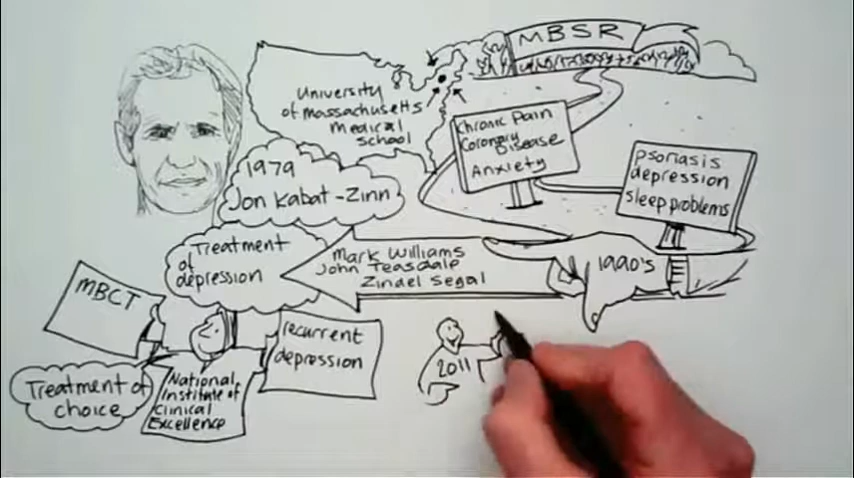 MBSR
University
of massachusetts
Medical
school
Chronic Pain
Coronary
Disease
Anxiety
psoriasis
depression
sleep problems
1979
Jon Kabat-Zinn
Treatment
of
depression
Mark Williams
John Teasdale
Zindel Segal
1990's
MBCT
recurrent
depression
Treatment of
choice
National
Institute of
Clinical
Excellence
2011